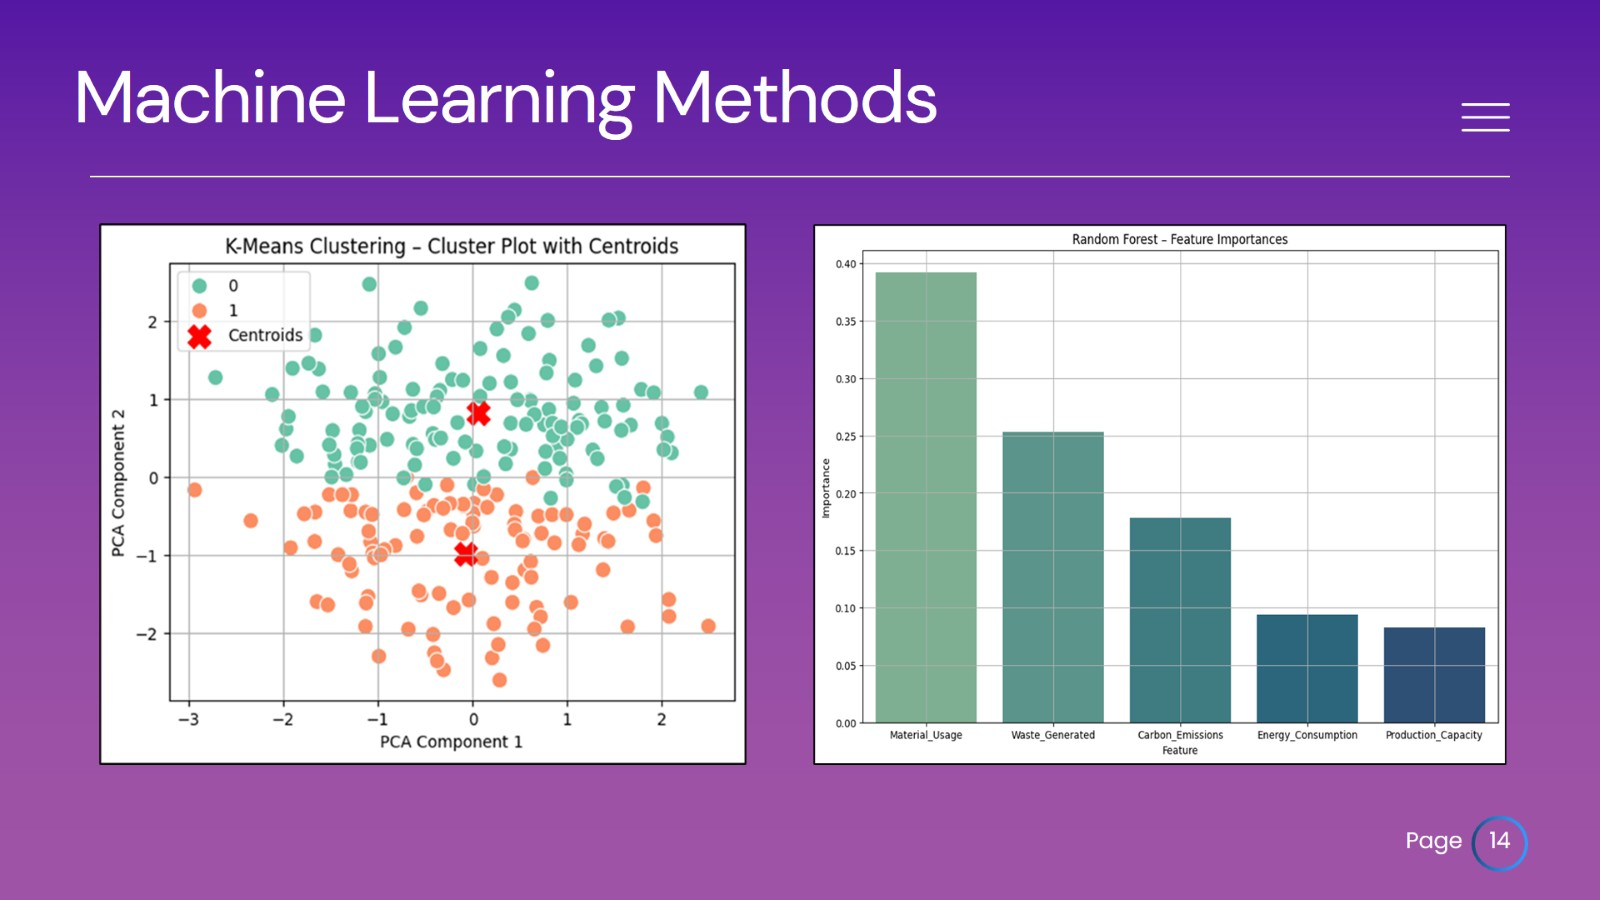 Machine Learning Methods
K-Means Clustering – Cluster Plot with Centroids
0
1
Centroids
2
1
0
−1
−2
PCA Component 2
−3
−2
−1
0
1
2
PCA Component 1
Random Forest – Feature Importances
0.40
0.35
0.30
0.25
0.20
0.15
0.10
0.05
0.00
Importance
Material_Usage
Waste_Generated
Carbon_Emissions
Energy_Consumption
Production_Capacity
Feature
Page 14